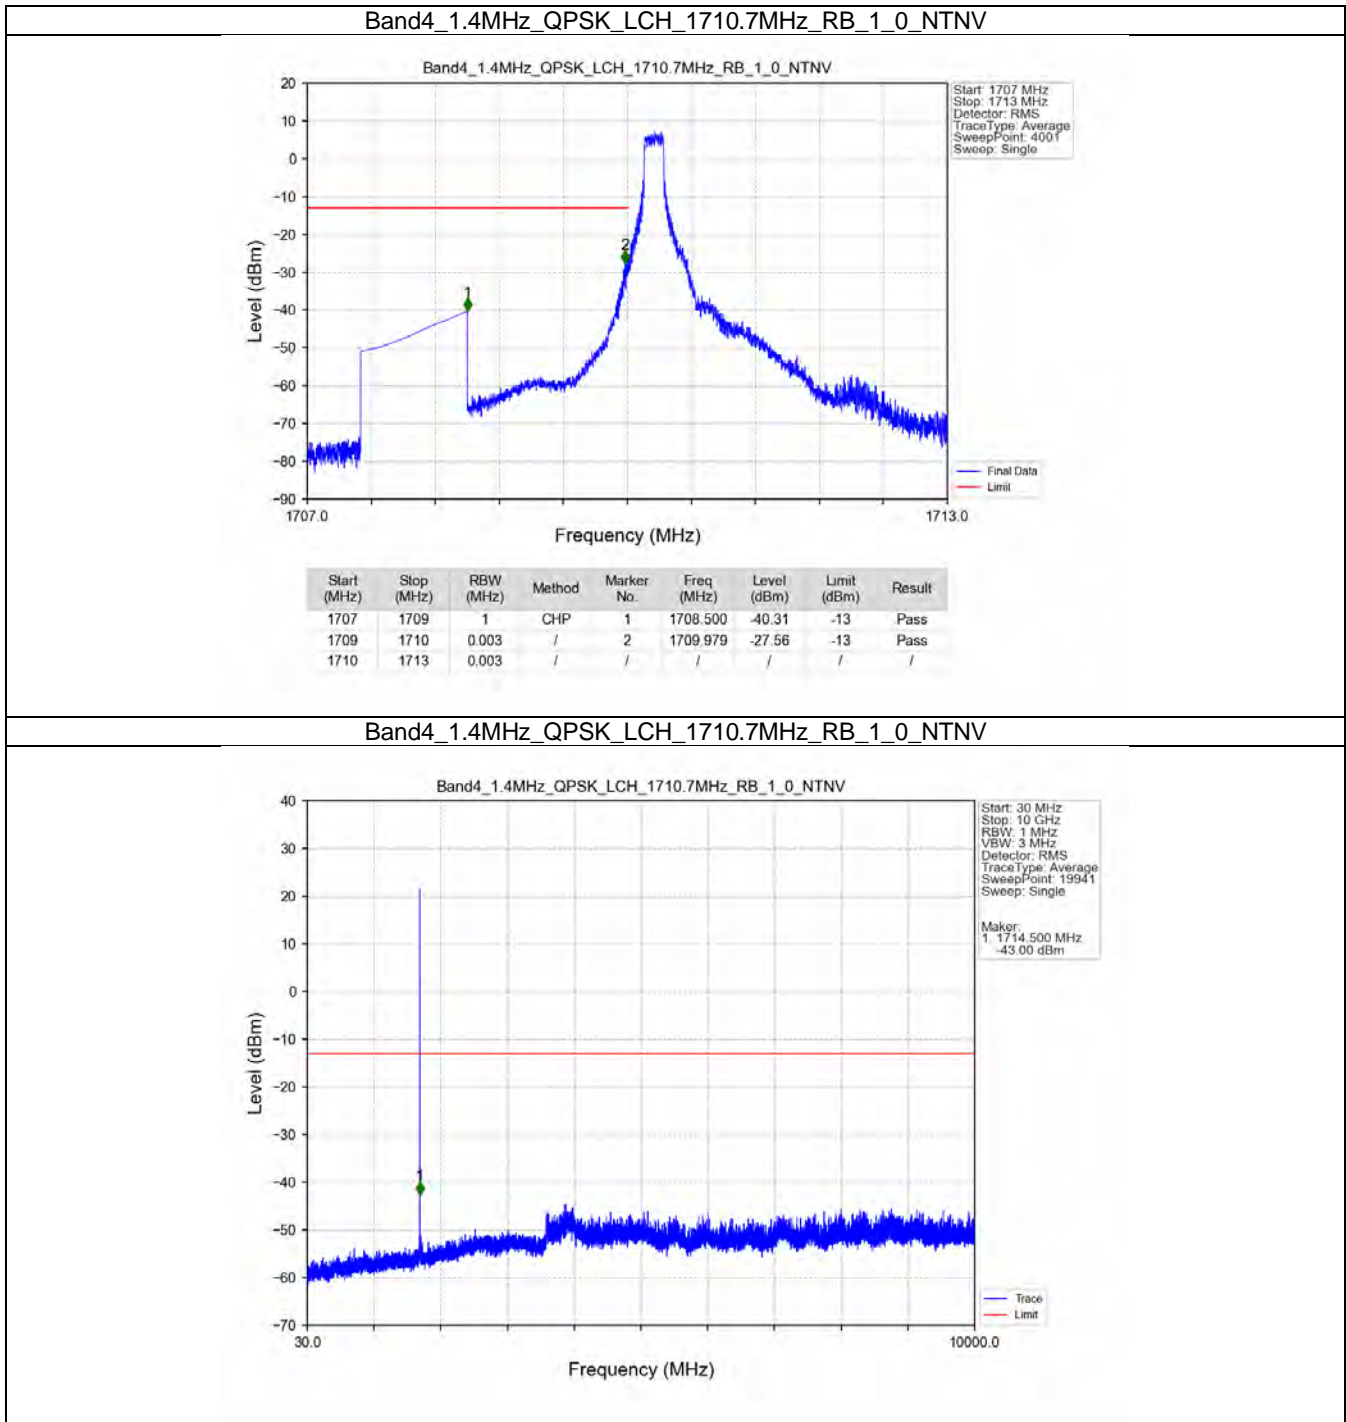 Band4_1.4MHz_QPSK_LCH_1710.7MHz_RB_1_0_NTNV
Band4_1.4MHz_QPSK_LCH_1710.7MHz_RB_1_0_NTNV
20
10
0
−10
−20
−30
−40
−50
−60
−70
−80
−90
Level (dBm)
1
2
1707.0
1713.0
Frequency (MHz)
Start: 1707 MHz
Stop: 1713 MHz
Detector: RMS
TraceType: Average
SweepPoint: 4001
Sweep: Single
Final Data
Limit
Start (MHz) Stop (MHz) RBW (MHz) Method Marker No. Freq (MHz) Level (dBm) Limit (dBm) Result
1707 1709 1 CHP 1 1708.500 -40.31 -13 Pass
1709 1710 0.003 / 2 1709.979 -27.56 -13 Pass
1710 1713 0.003 / / / / / /
Band4_1.4MHz_QPSK_LCH_1710.7MHz_RB_1_0_NTNV
Band4_1.4MHz_QPSK_LCH_1710.7MHz_RB_1_0_NTNV
40
30
20
10
0
−10
−20
−30
−40
−50
−60
−70
Level (dBm)
1
30.0
10000.0
Frequency (MHz)
Start: 30 MHz
Stop: 10 GHz
RBW: 1 MHz
VBW: 3 MHz
Detector: RMS
TraceType: Average
SweepPoint: 19941
Sweep: Single
Maker:
1. 1714.500 MHz
-43.00 dBm
Trace
Limit